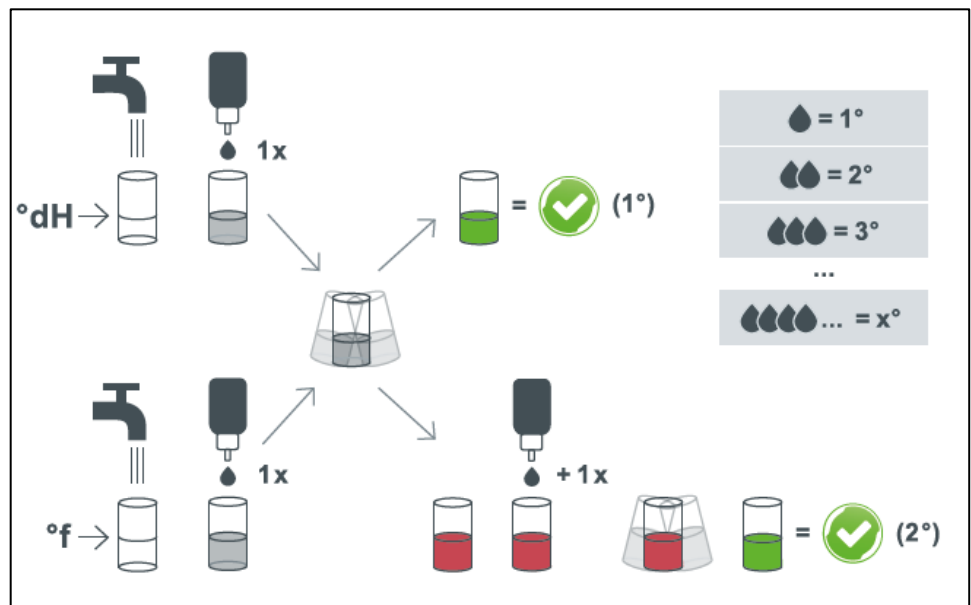 1x
°dH
= (1°)
= 1°
= 2°
= 3°
...
... = x°
1x
+ 1x
°f
= (2°)